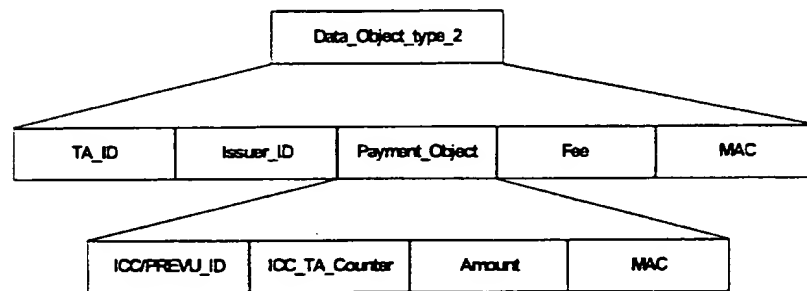 Data_Object_type_2
TA_ID Issuer_ID Payment_Object Fee MAC
ICC/PREVU_ID ICC_TA_Counter Amount MAC